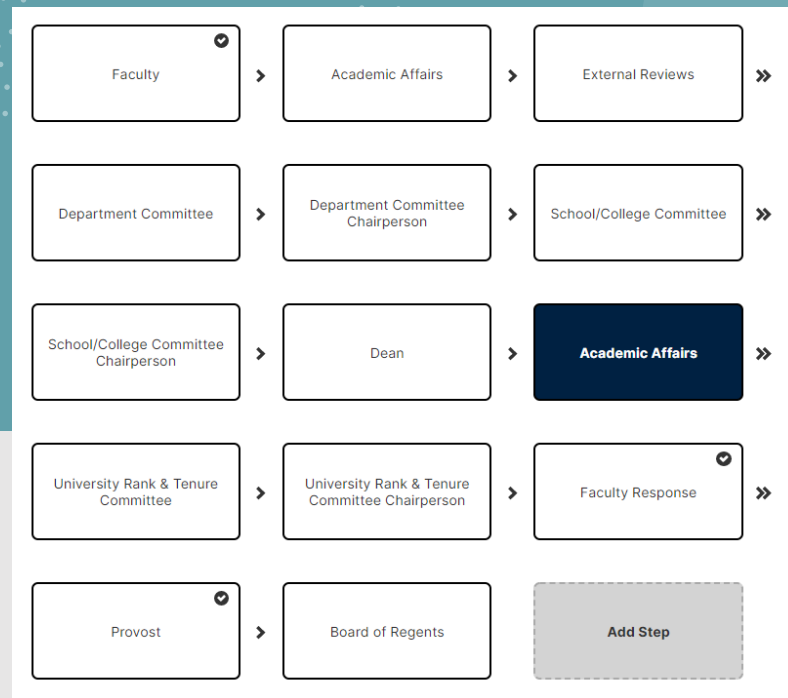 Faculty
Academic Affairs
External Reviews
Department Committee
Department Committee
Chairperson
School/College Committee
School/College Committee
Chairperson
Dean
Academic Affairs
University Rank & Tenure
Committee
University Rank & Tenure
Committee Chairperson
Faculty Response
Provost
Board of Regents
Add Step